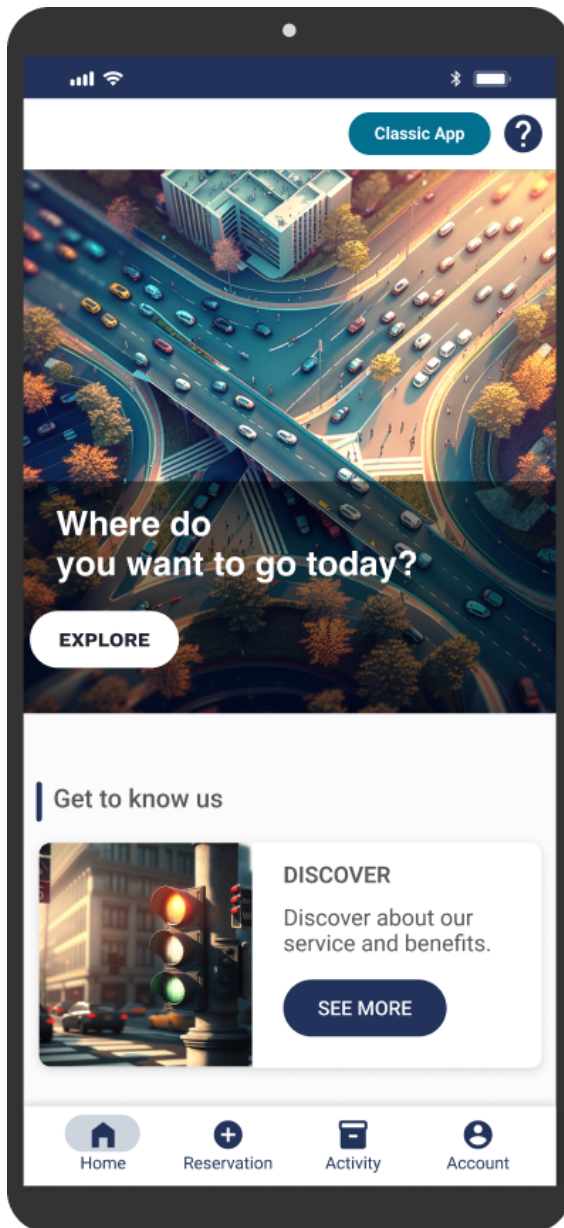 Classic App
?
Where do
you want to go today?
EXPLORE
Get to know us
DISCOVER
Discover about our
service and benefits.
SEE MORE
Home
Reservation
Activity
Account